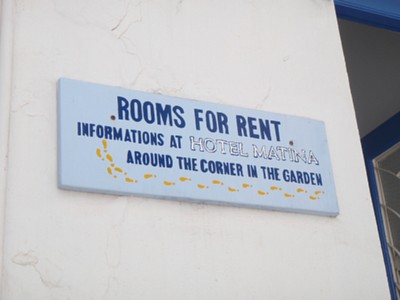 ROOMS FOR RENT
INFORMATIONS AT HOTEL MATINA
AROUND THE CORNER IN THE GARDEN